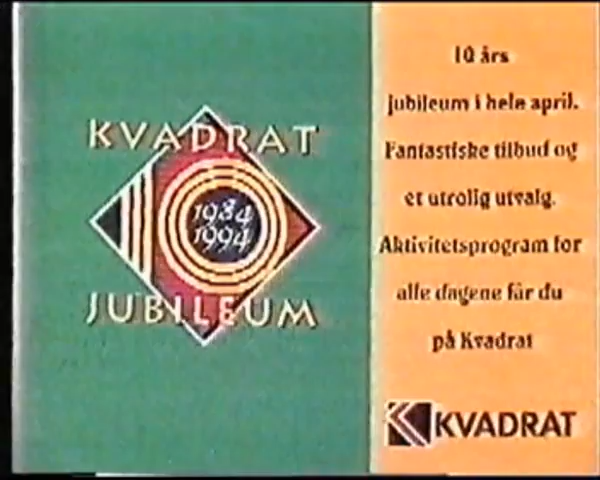 KVADRAT
1984
1994
JUBILEUM
10 års
jubileum i hele april.
Fantastiske tilbud og
et utrolig utvalg.
Aktivitetsprogram for
alle dagene får du
på Kvadrat
KVADRAT